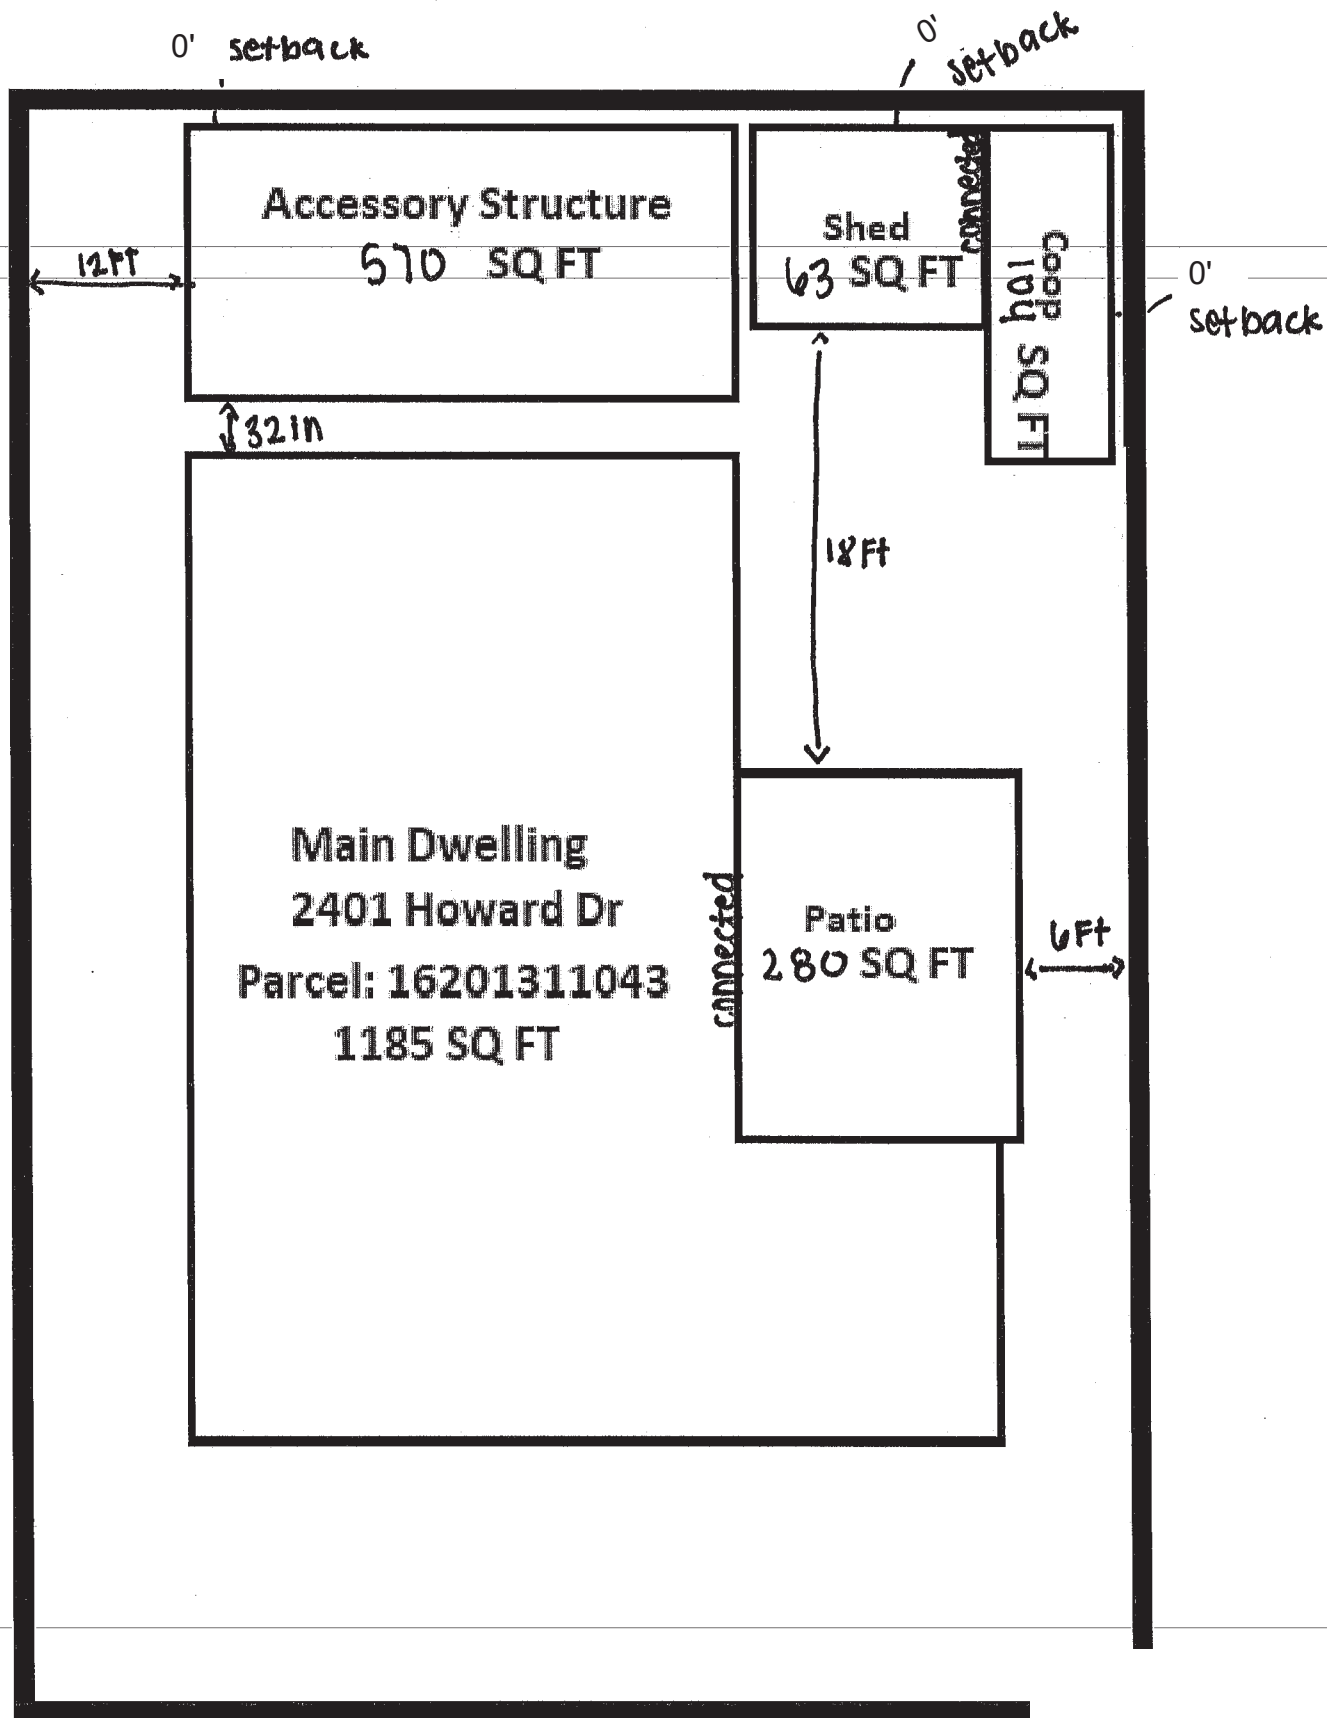 0' setback
0' setback
Accessory Structure
570 SQ FT
connected
Shed
63 SQ FT
Coop
SQ FT
12Ft
0'
setback
32in
18Ft
Main Dwelling
2401 Howard Dr
Parcel: 16201311043
1185 SQ FT
connected
Patio
280 SQ FT
6Ft